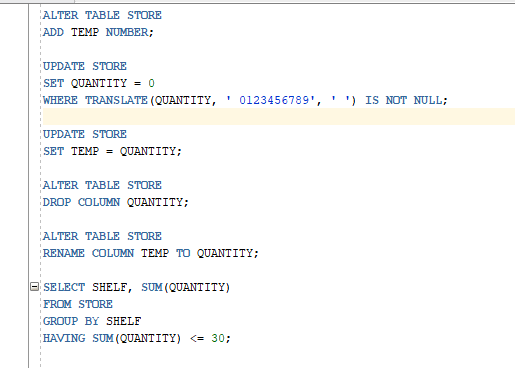 ALTER TABLE STORE
ADD TEMP NUMBER;
UPDATE STORE
SET QUANTITY = 0
WHERE TRANSLATE(QUANTITY, ' 0123456789', ' ') IS NOT NULL;
UPDATE STORE
SET TEMP = QUANTITY;
ALTER TABLE STORE
DROP COLUMN QUANTITY;
ALTER TABLE STORE
RENAME COLUMN TEMP TO QUANTITY;
SELECT SHELF, SUM(QUANTITY)
FROM STORE
GROUP BY SHELF
HAVING SUM(QUANTITY) <= 30;